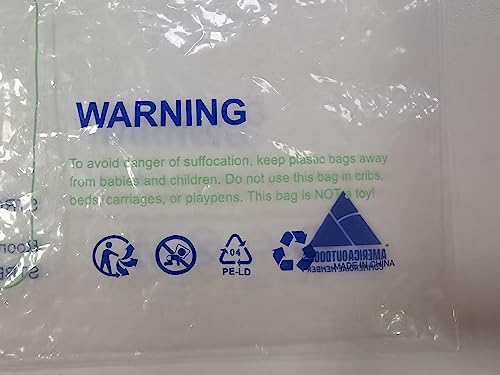 WARNING
To avoid danger of suffocation, keep plastic bags away
from babies and children. Do not use this bag in cribs,
beds, carriages, or playpens. This bag is NOT a toy!
04
PE-LD
MADE IN CHINA
AMERICAOUTDOO